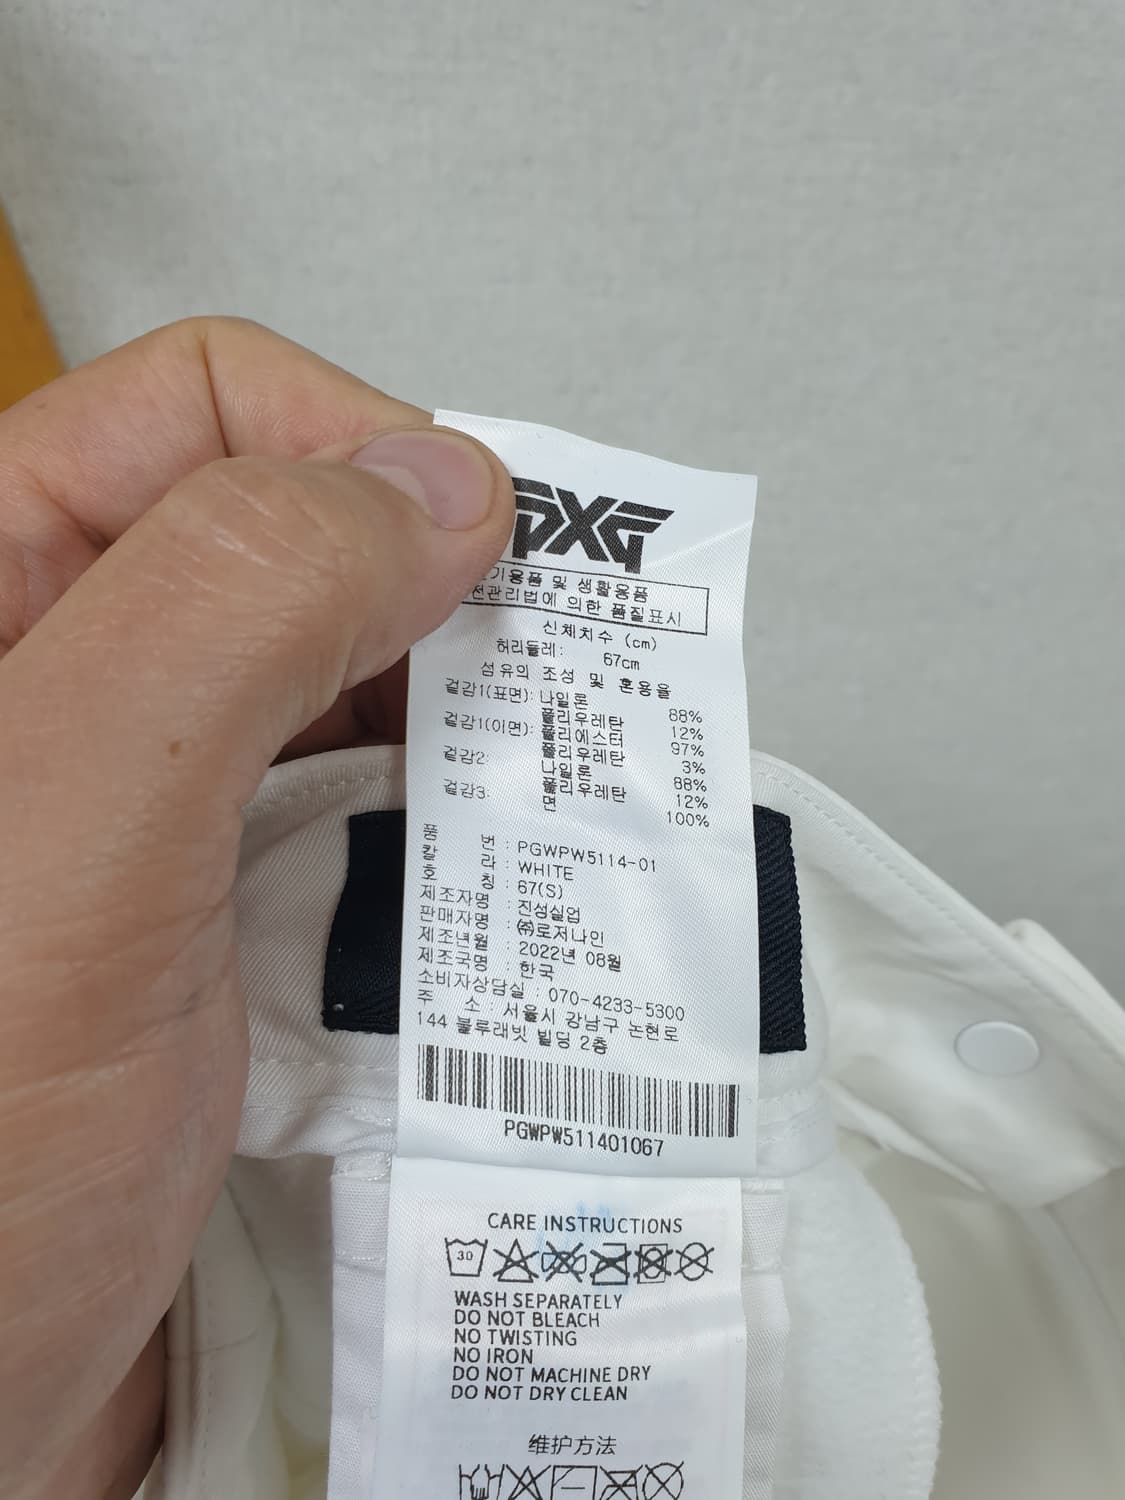 PXG
기용품 및 생활용품
전관리법에 의한 품질표시
신체치수 (cm)
허리둘레: 67cm
섬유의 조성 및 혼용율
겉감1(표면): 나일론 88%
폴리우레탄 12%
겉감1(이면): 폴리에스터 97%
폴리우레탄 3%
겉감2: 나일론 88%
폴리우레탄 12%
겉감3: 면 100%
품 번 : PGWPW5114-01
칼 라 : WHITE
호 칭 : 67(S)
제조자명 : 진성실업
판매자명 : ㈜로저나인
제조년월 : 2022년 08월
제조국명 : 한국
소비자상담실 : 070-4233-5300
주 소 : 서울시 강남구 논현로
144 블루래빗 빌딩 2층
PGWPW511401067
CARE INSTRUCTIONS
30
WASH SEPARATELY
DO NOT BLEACH
NO TWISTING
NO IRON
DO NOT MACHINE DRY
DO NOT DRY CLEAN
维护方法